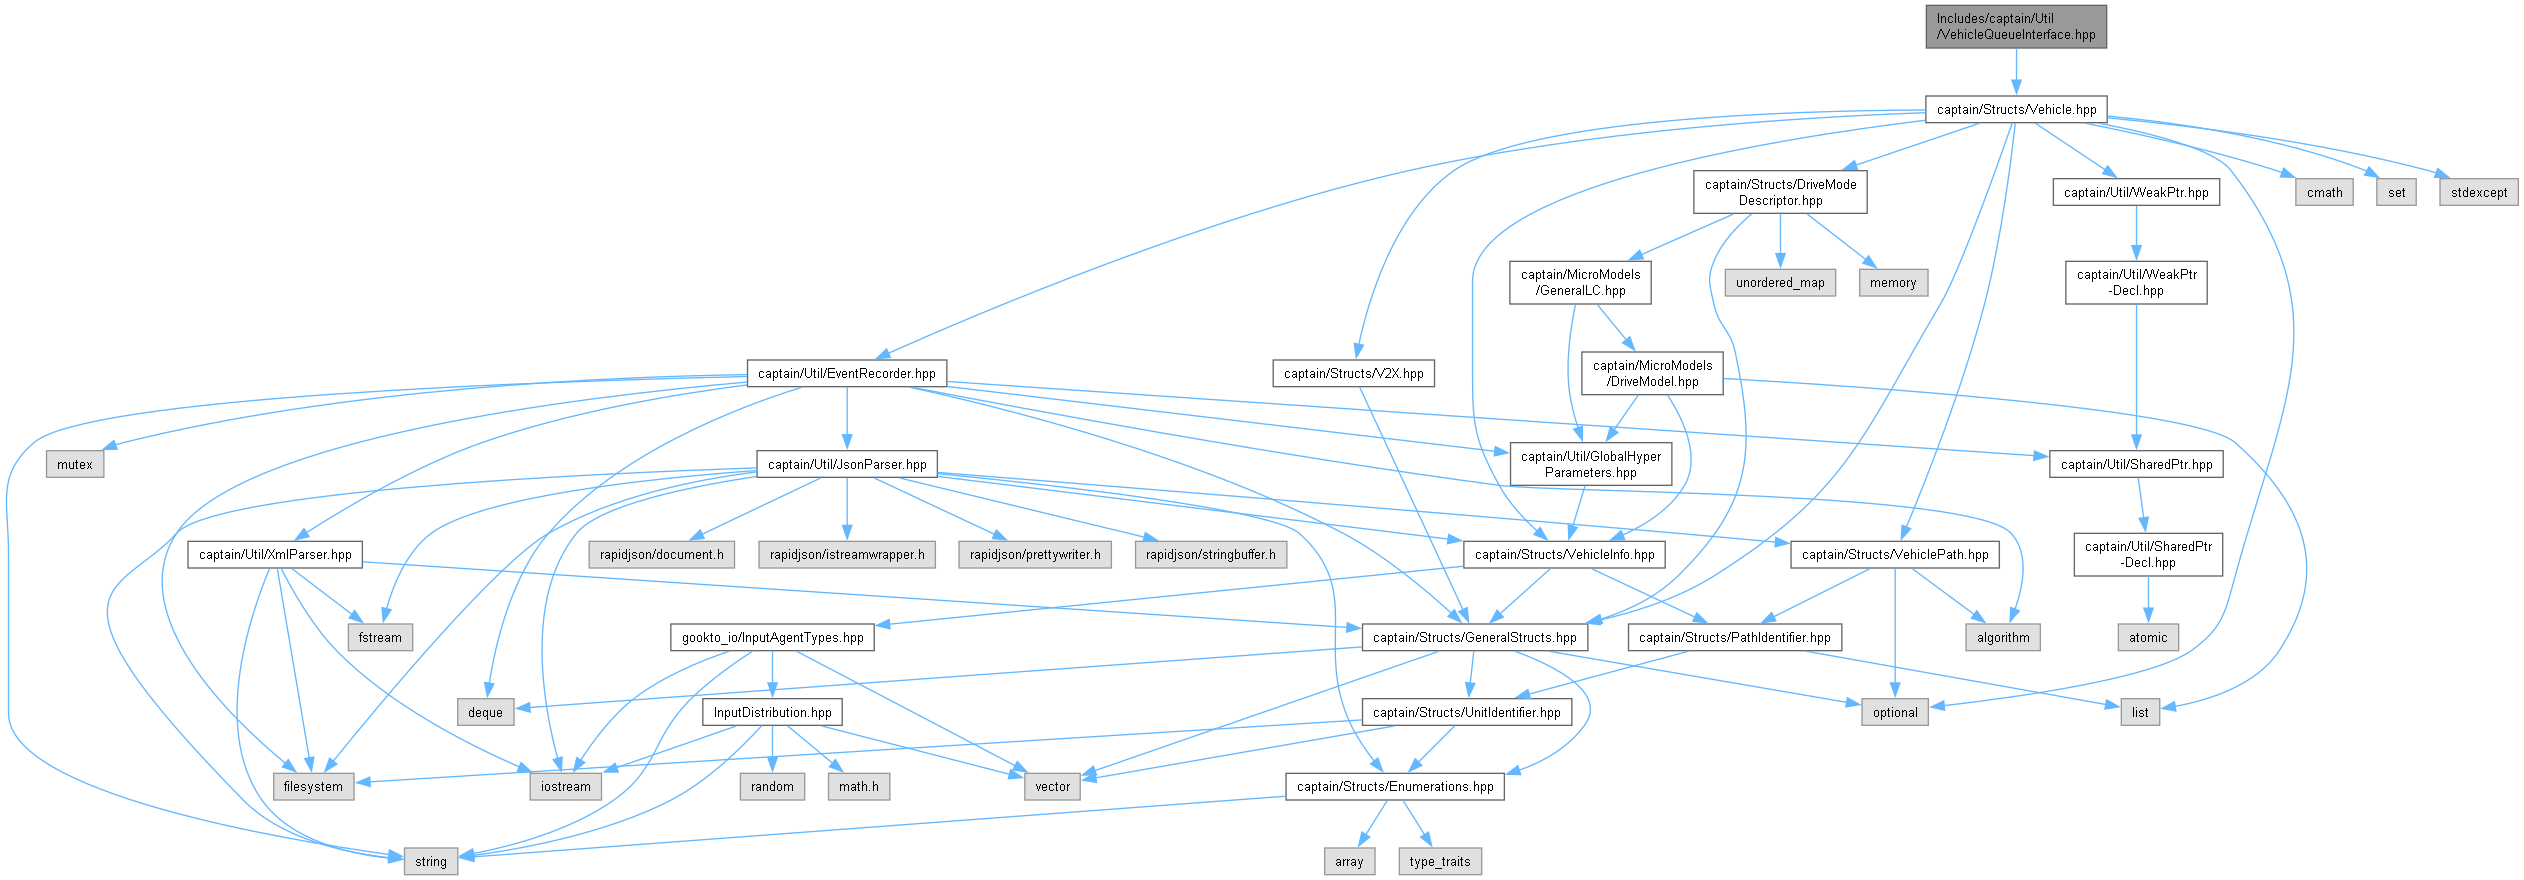 Includes/captain/Util
/VehicleQueueInterface.hpp
captain/Structs/Vehicle.hpp
captain/Structs/DriveMode
Descriptor.hpp
captain/Util/WeakPtr.hpp
cmath
set
stdexcept
captain/MicroModels
/GeneralLC.hpp
unordered_map
memory
captain/Util/WeakPtr
-Decl.hpp
captain/Util/EventRecorder.hpp
captain/Structs/V2X.hpp
captain/MicroModels
/DriveModel.hpp
mutex
captain/Util/JsonParser.hpp
captain/Util/GlobalHyper
Parameters.hpp
captain/Util/SharedPtr.hpp
captain/Util/XmlParser.hpp
rapidjson/document.h
rapidjson/istreamwrapper.h
rapidjson/prettywriter.h
rapidjson/stringbuffer.h
captain/Structs/VehicleInfo.hpp
captain/Structs/VehiclePath.hpp
captain/Util/SharedPtr
-Decl.hpp
fstream
gookto_io/InputAgentTypes.hpp
captain/Structs/GeneralStructs.hpp
captain/Structs/PathIdentifier.hpp
algorithm
atomic
deque
InputDistribution.hpp
captain/Structs/UnitIdentifier.hpp
optional
list
filesystem
iostream
random
math.h
vector
captain/Structs/Enumerations.hpp
string
array
type_traits